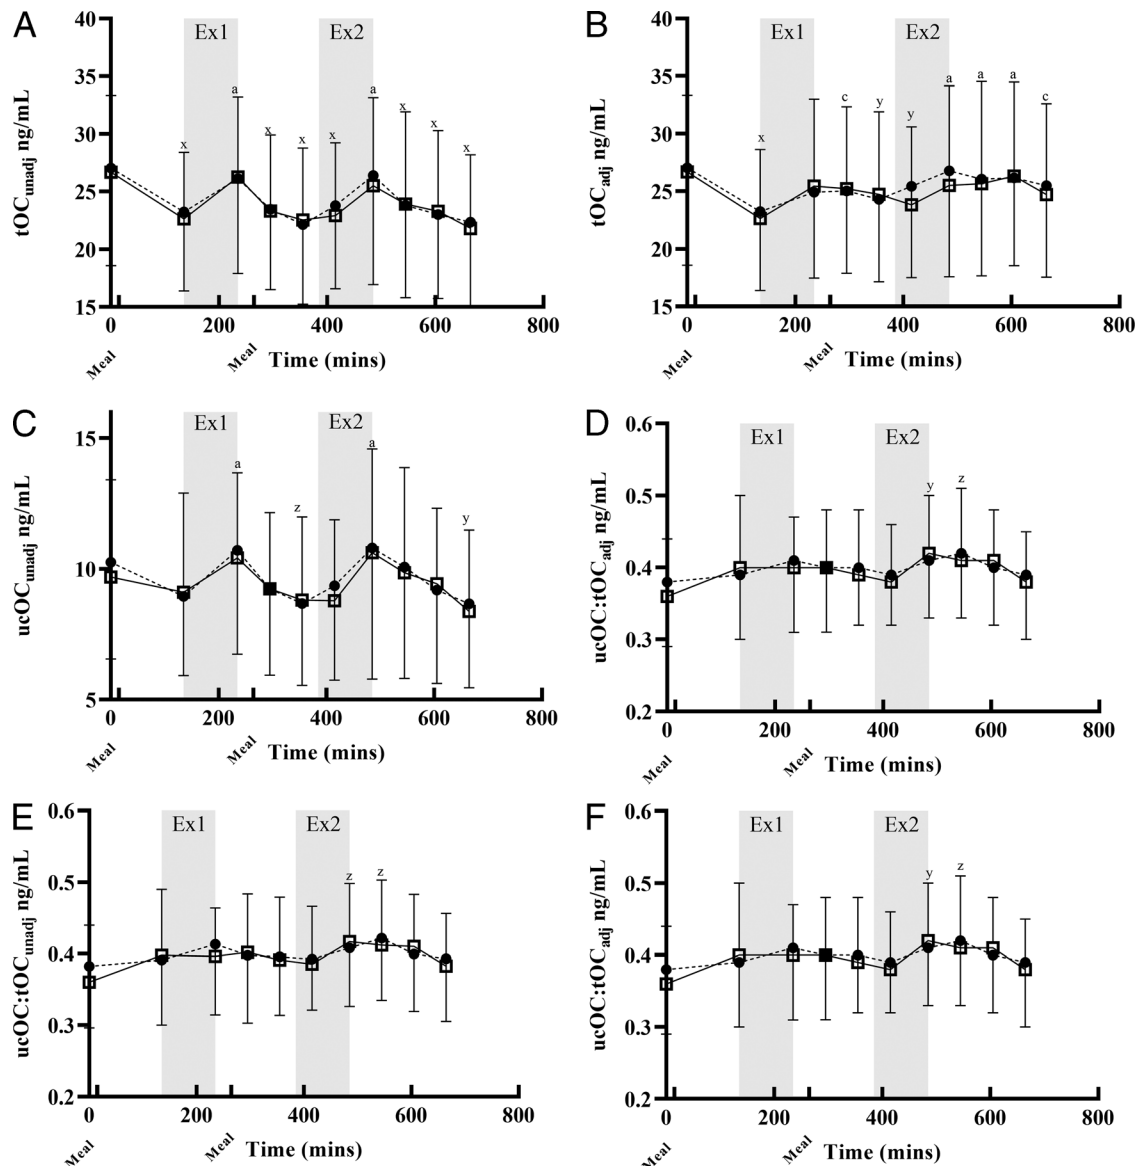 A
B
40
35
30
25
20
15
tOCunadj ng/mL
Ex1
Ex2
x
a
x
x
x
a
x
x
x
0
200
400
600
800
Meal
Meal
Time (mins)
40
35
30
25
20
15
tOCadj ng/mL
Ex1
Ex2
x
c
y
y
a
a
a
c
0
200
400
600
800
Meal
Meal
Time (mins)
C
D
15
10
5
ucOCunadj ng/mL
Ex1
Ex2
a
z
a
y
0
200
400
600
800
Meal
Meal
Time (mins)
0.6
0.5
0.4
0.3
0.2
ucOC:tOCadj ng/mL
Ex1
Ex2
y
z
0
200
400
600
800
Meal
Meal
Time (mins)
E
F
0.6
0.5
0.4
0.3
0.2
ucOC:tOCunadj ng/mL
Ex1
Ex2
z
z
0
200
400
600
800
Meal
Meal
Time (mins)
0.6
0.5
0.4
0.3
0.2
ucOC:tOCadj ng/mL
Ex1
Ex2
y
z
0
200
400
600
800
Meal
Meal
Time (mins)